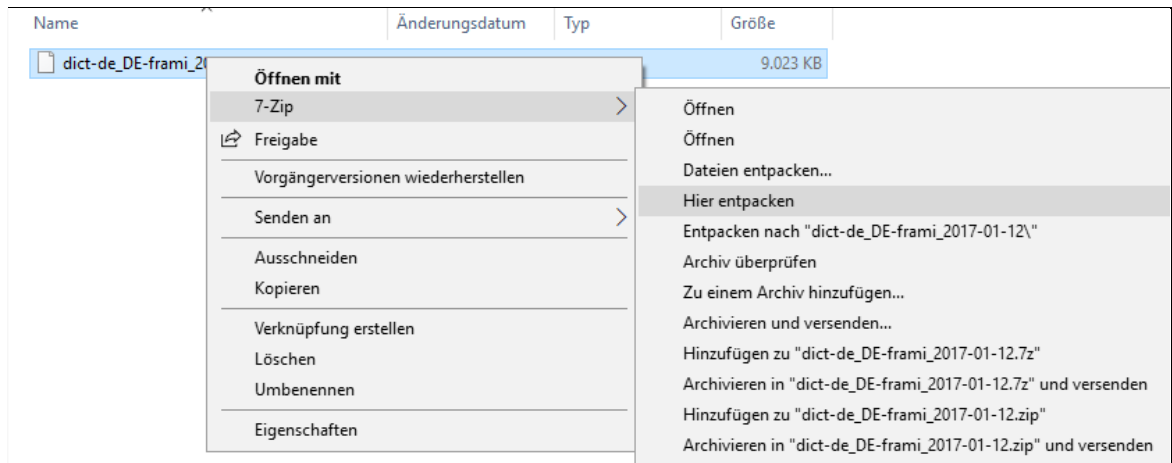 Name Änderungsdatum Typ Größe
dict-de_DE-frami_20 9.023 KB
Öffnen mit
7-Zip
Freigabe
Vorgängerversionen wiederherstellen
Senden an
Ausschneiden
Kopieren
Verknüpfung erstellen
Löschen
Umbenennen
Eigenschaften
Öffnen
Öffnen
Dateien entpacken...
Hier entpacken
Entpacken nach "dict-de_DE-frami_2017-01-12\"
Archiv überprüfen
Zu einem Archiv hinzufügen...
Archivieren und versenden...
Hinzufügen zu "dict-de_DE-frami_2017-01-12.7z"
Archivieren in "dict-de_DE-frami_2017-01-12.7z" und versenden
Hinzufügen zu "dict-de_DE-frami_2017-01-12.zip"
Archivieren in "dict-de_DE-frami_2017-01-12.zip" und versenden